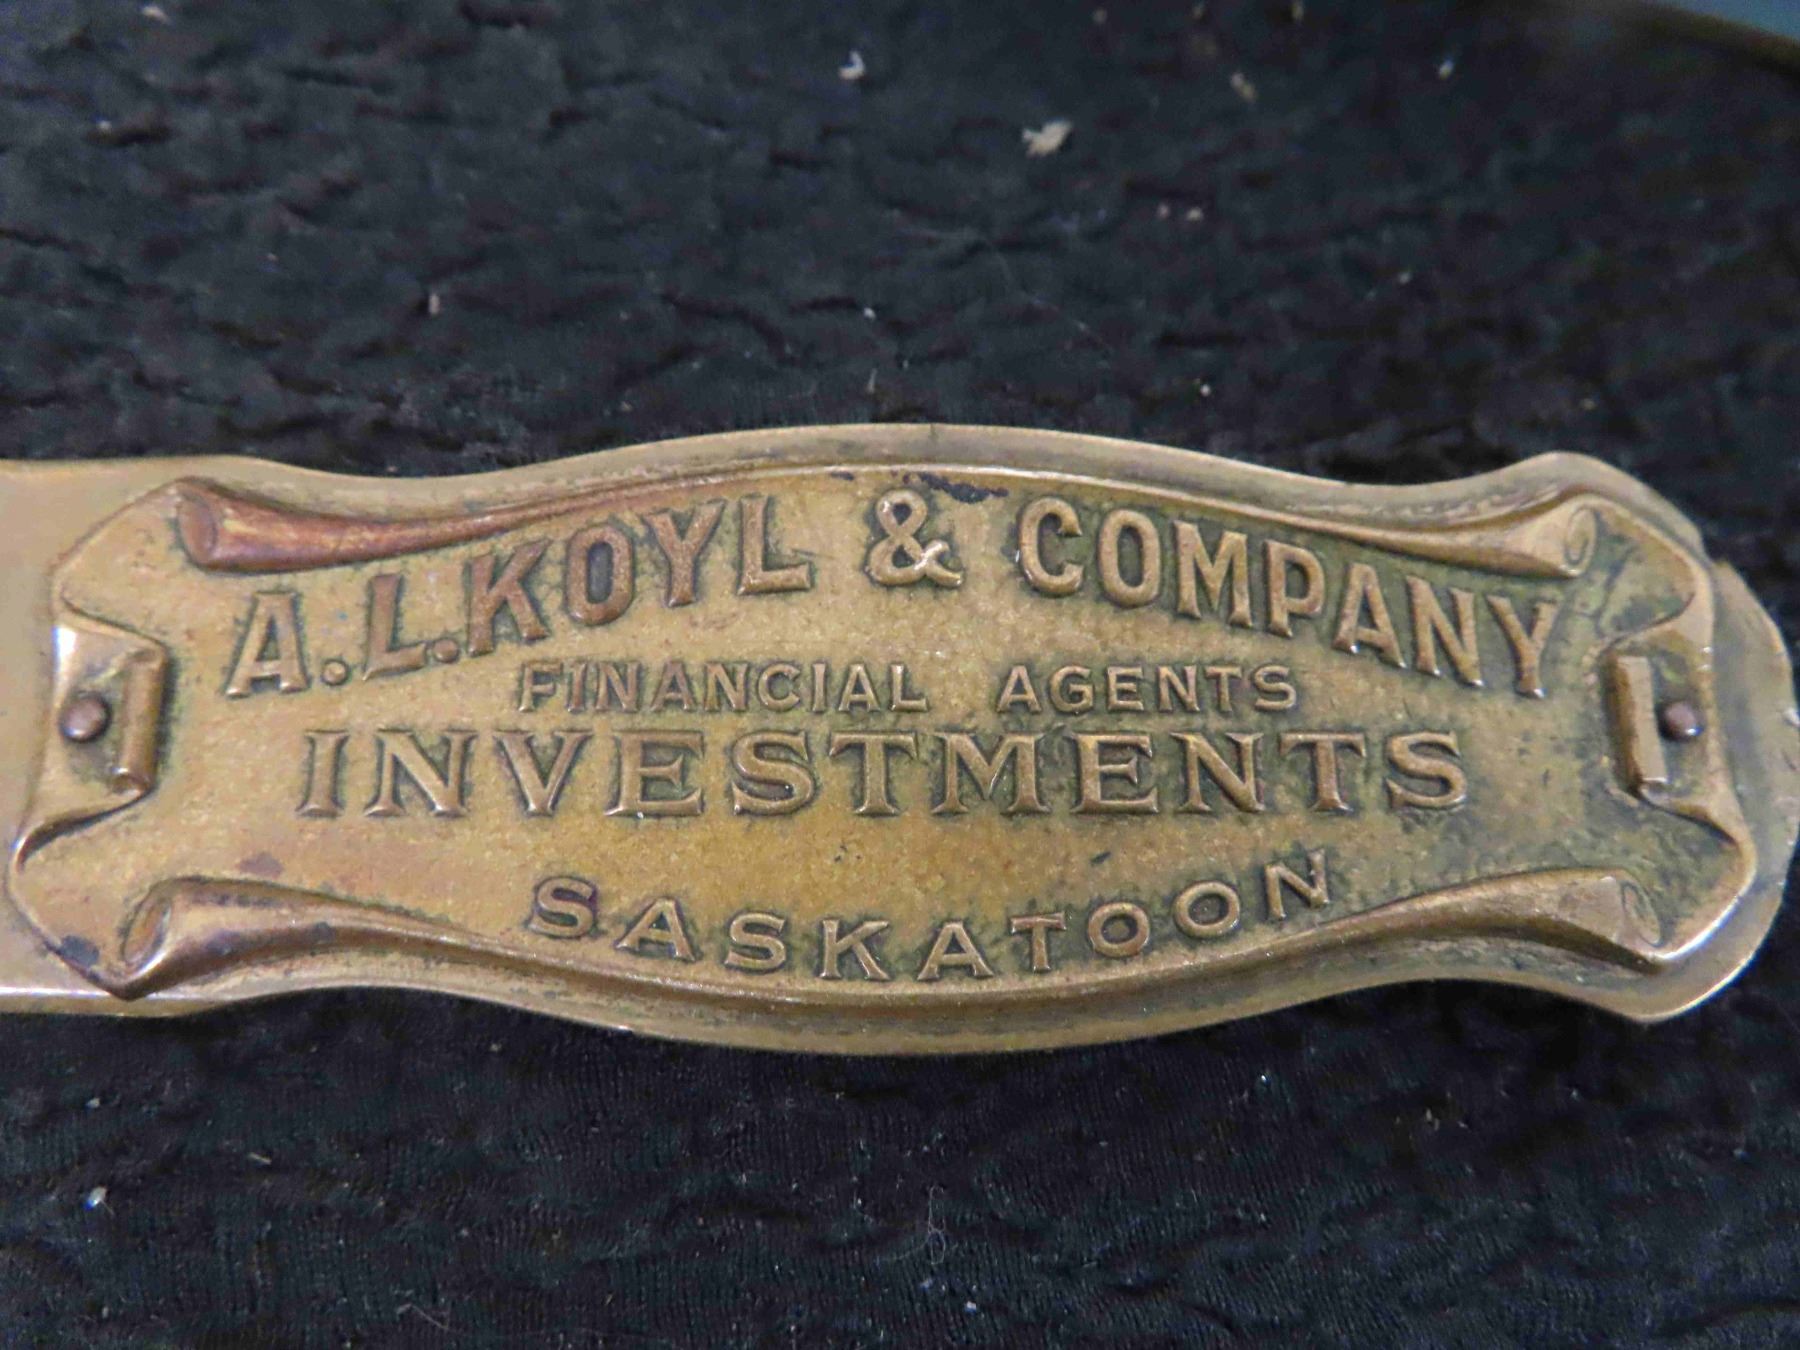 A. L. KOYL & COMPANY
FINANCIAL AGENTS
INVESTMENTS
SASKATOON